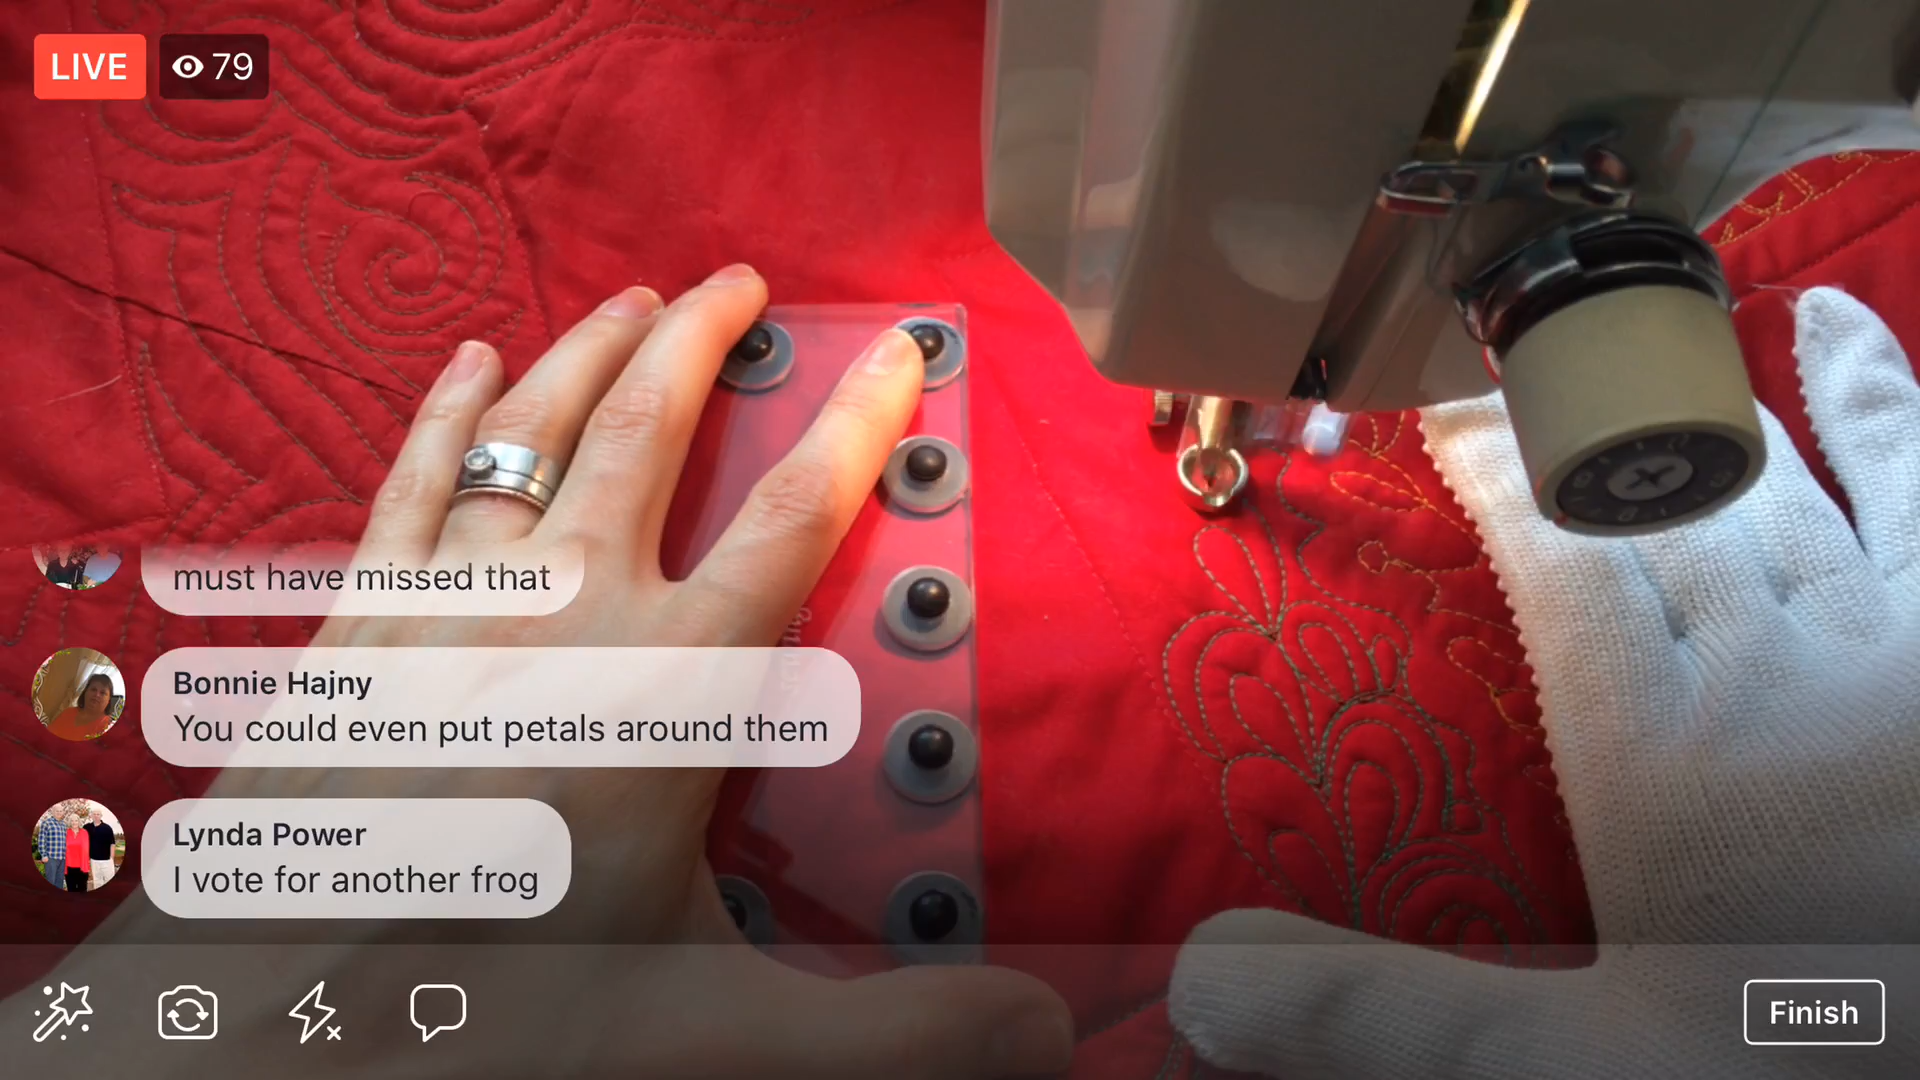 LIVE
79
must have missed that
Bonnie Hajny
You could even put petals around them
Lynda Power
I vote for another frog
Finish